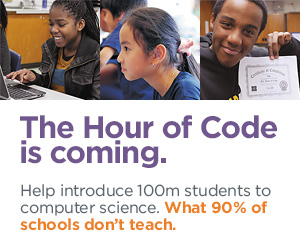 The Hour of Code
is coming.
Help introduce 100m students to
computer science. What 90% of
schools don't teach.